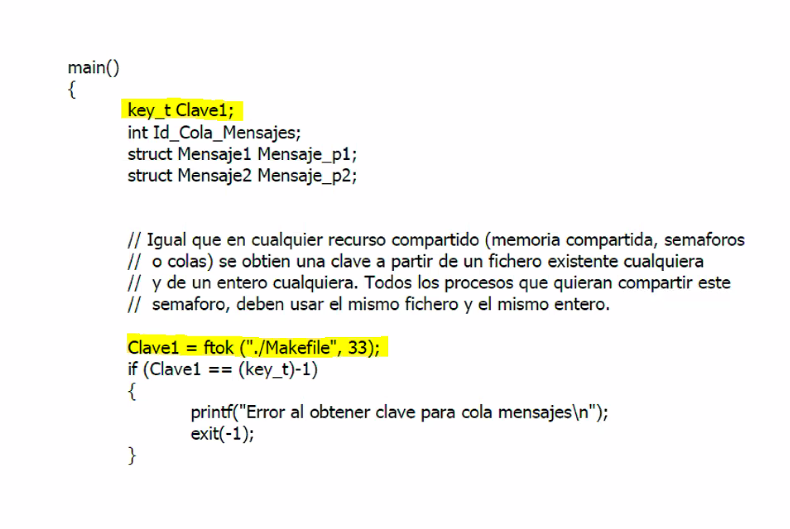 main()
{
key_t Clave1;
int Id_Cola_Mensajes;
struct Mensaje1 Mensaje_p1;
struct Mensaje2 Mensaje_p2;
// Igual que en cualquier recurso compartido (memoria compartida, semaforos
// o colas) se obtien una clave a partir de un fichero existente cualquiera
// y de un entero cualquiera. Todos los procesos que quieran compartir este
// semaforo, deben usar el mismo fichero y el mismo entero.
Clave1 = ftok ("./Makefile", 33);
if (Clave1 == (key_t)-1)
{
printf("Error al obtener clave para cola mensajes\n");
exit(-1);
}